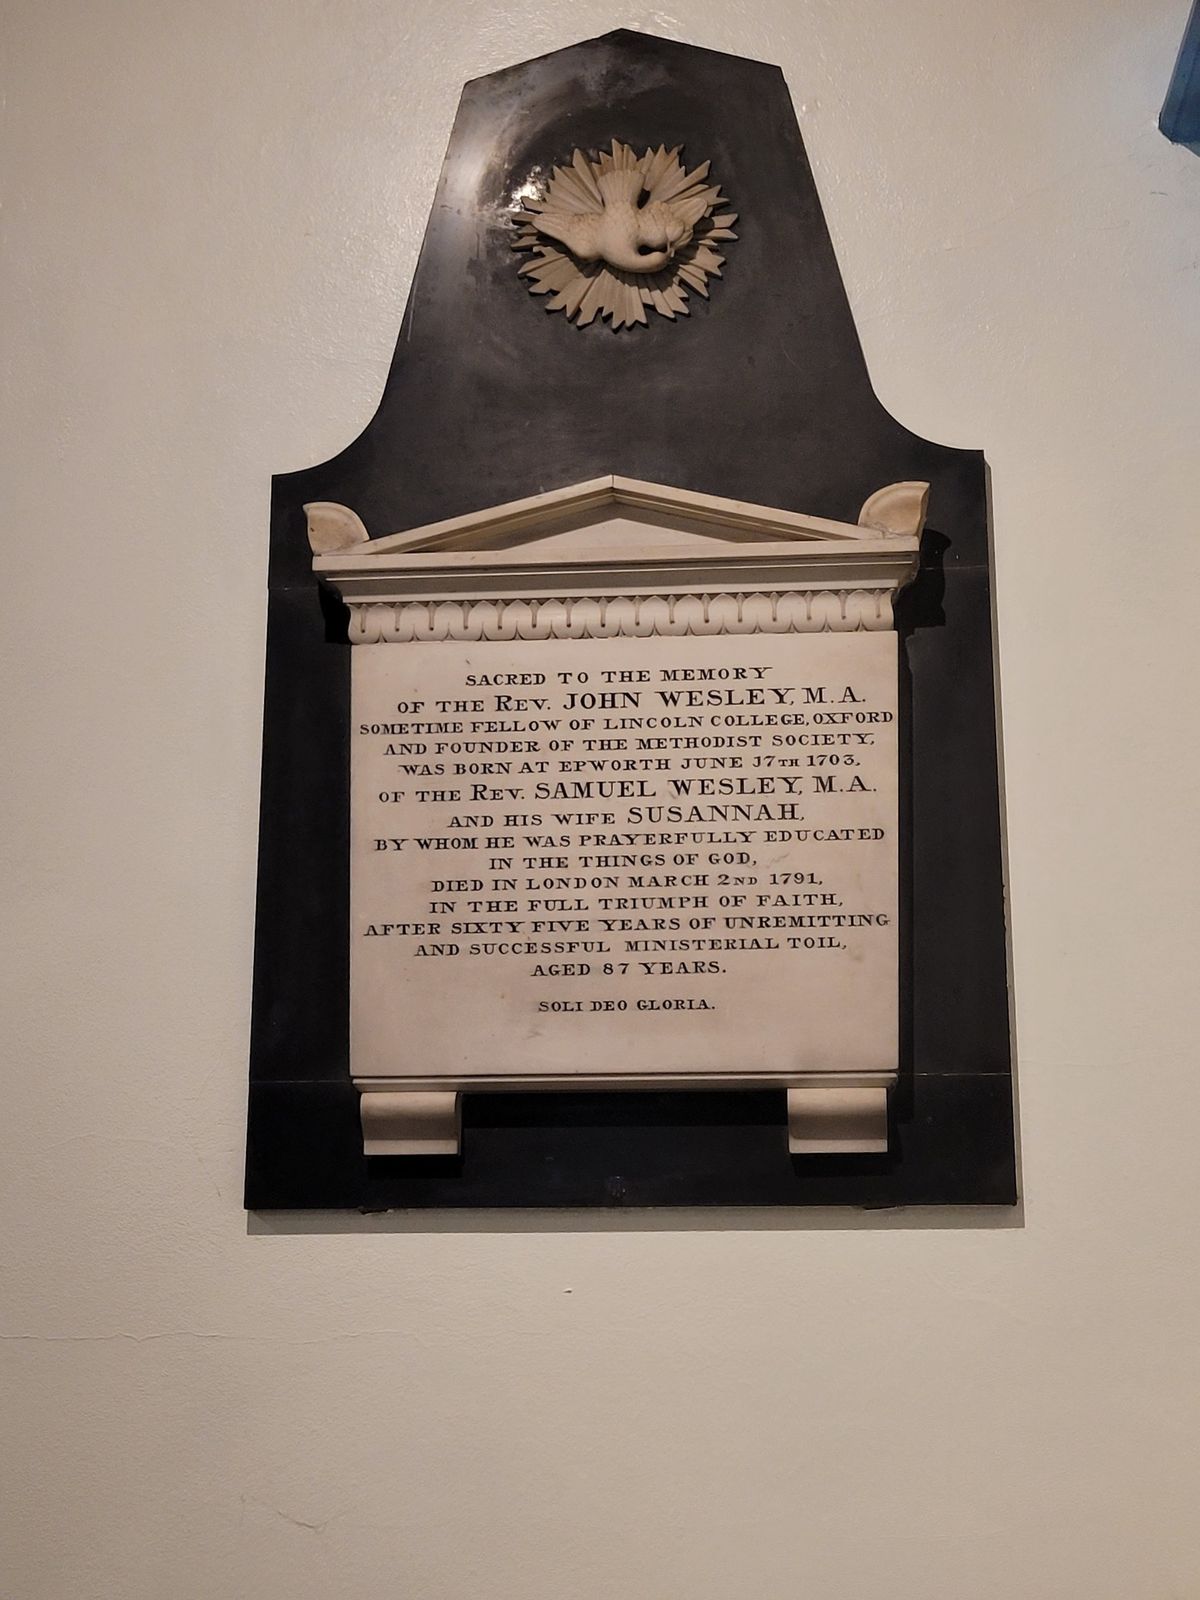 SACRED TO THE MEMORY
OF THE REV. JOHN WESLEY, M.A.
SOMETIME FELLOW OF LINCOLN COLLEGE, OXFORD
AND FOUNDER OF THE METHODIST SOCIETY,
WAS BORN AT EPWORTH JUNE 17TH 1703,
OF THE REV. SAMUEL WESLEY, M.A.
AND HIS WIFE SUSANNAH,
BY WHOM HE WAS PRAYERFULLY EDUCATED
IN THE THINGS OF GOD,
DIED IN LONDON MARCH 2ND 1791,
IN THE FULL TRIUMPH OF FAITH,
AFTER SIXTY FIVE YEARS OF UNREMITTING
AND SUCCESSFUL MINISTERIAL TOIL,
AGED 87 YEARS.
SOLI DEO GLORIA.